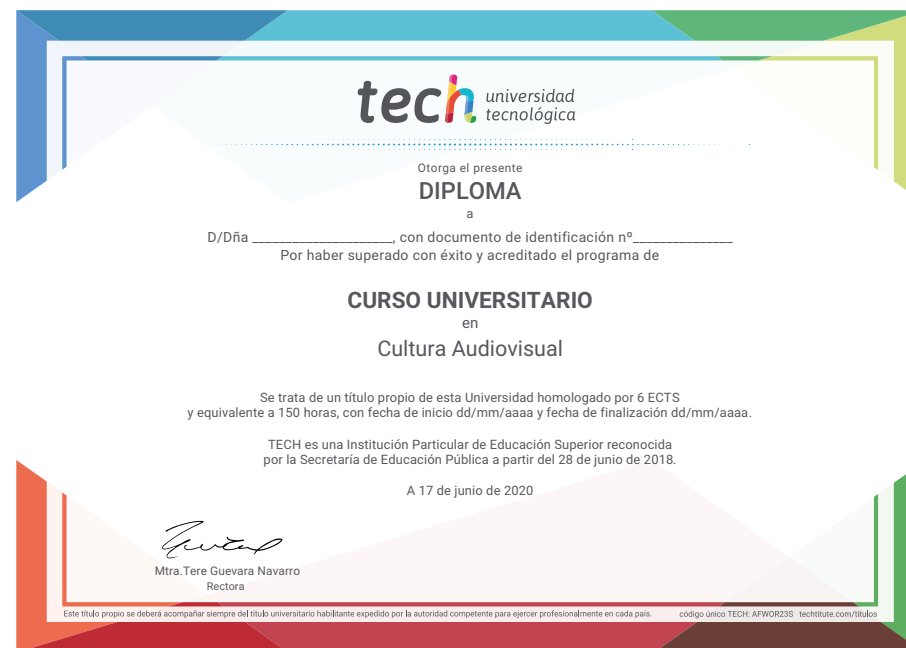 tech universidad
tecnológica
Otorga el presente
DIPLOMA
a
D/Dña _____________________, con documento de identificación nº_______________
Por haber superado con éxito y acreditado el programa de
CURSO UNIVERSITARIO
en
Cultura Audiovisual
Se trata de un título propio de esta Universidad homologado por 6 ECTS
y equivalente a 150 horas, con fecha de inicio dd/mm/aaaa y fecha de finalización dd/mm/aaaa.
TECH es una Institución Particular de Educación Superior reconocida
por la Secretaría de Educación Pública a partir del 28 de junio de 2018.
A 17 de junio de 2020
Mtra.Tere Guevara Navarro
Rectora
Este título propio se deberá acompañar siempre del título universitario habilitante expedido por la autoridad competente para ejercer profesionalmente en cada país. código único TECH: AFWOR23S techtitute.com/titulos